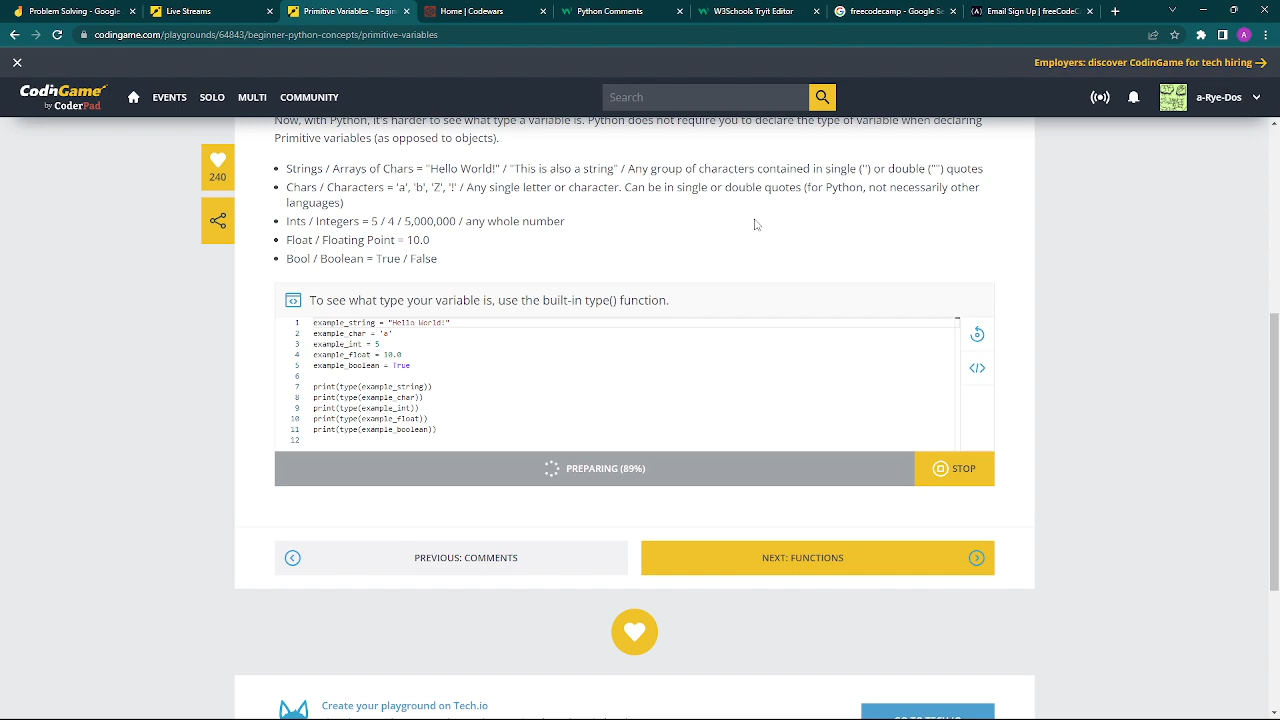 Problem Solving - Google
Live Streams
Primitive Variables - Begin
Home | Codewars
Python Comments
W3Schools Tryit Editor
freecodecamp - Google Se
Email Sign Up | freeCodeC
codingame.com/playgrounds/64843/beginner-python-concepts/primitive-variables
A
Employers: discover CodinGame for tech hiring
CodinGame
by CoderPad
EVENTS
SOLO
MULTI
COMMUNITY
Search
a-Rye-Dos
Now, with Python, it's harder to see what type a variable is. Python does not require you to declare the type of variable when declaring
Primitive variables (as opposed to objects).
240
• Strings / Arrays of Chars = "Hello World!" / "This is also a string" / Any group of characters contained in single ('') or double ("") quotes
• Chars / Characters = 'a', 'b', 'Z', '!' / Any single letter or character. Can be in single or double quotes (for Python, not necessarily other
languages)
• Ints / Integers = 5 / 4 / 5,000,000 / any whole number
• Float / Floating Point = 10.0
• Bool / Boolean = True / False
To see what type your variable is, use the built-in type() function.
1 example_string = "Hello World!"
2 example_char = 'a'
3 example_int = 5
4 example_float = 10.0
5 example_boolean = True
6
7 print(type(example_string))
8 print(type(example_char))
9 print(type(example_int))
10 print(type(example_float))
11 print(type(example_boolean))
12
PREPARING (89%)
STOP
PREVIOUS: COMMENTS
NEXT: FUNCTIONS
Create your playground on Tech.io
GO TO TECH.IO